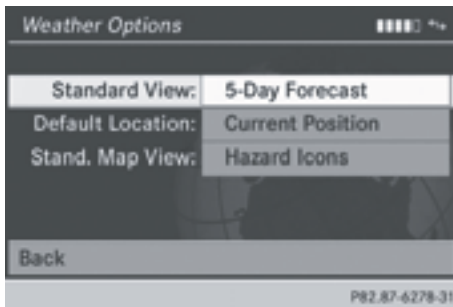 Weather Options
Standard View: 5-Day Forecast
Default Location: Current Position
Stand. Map View: Hazard Icons
Back
P82.87-6278-31